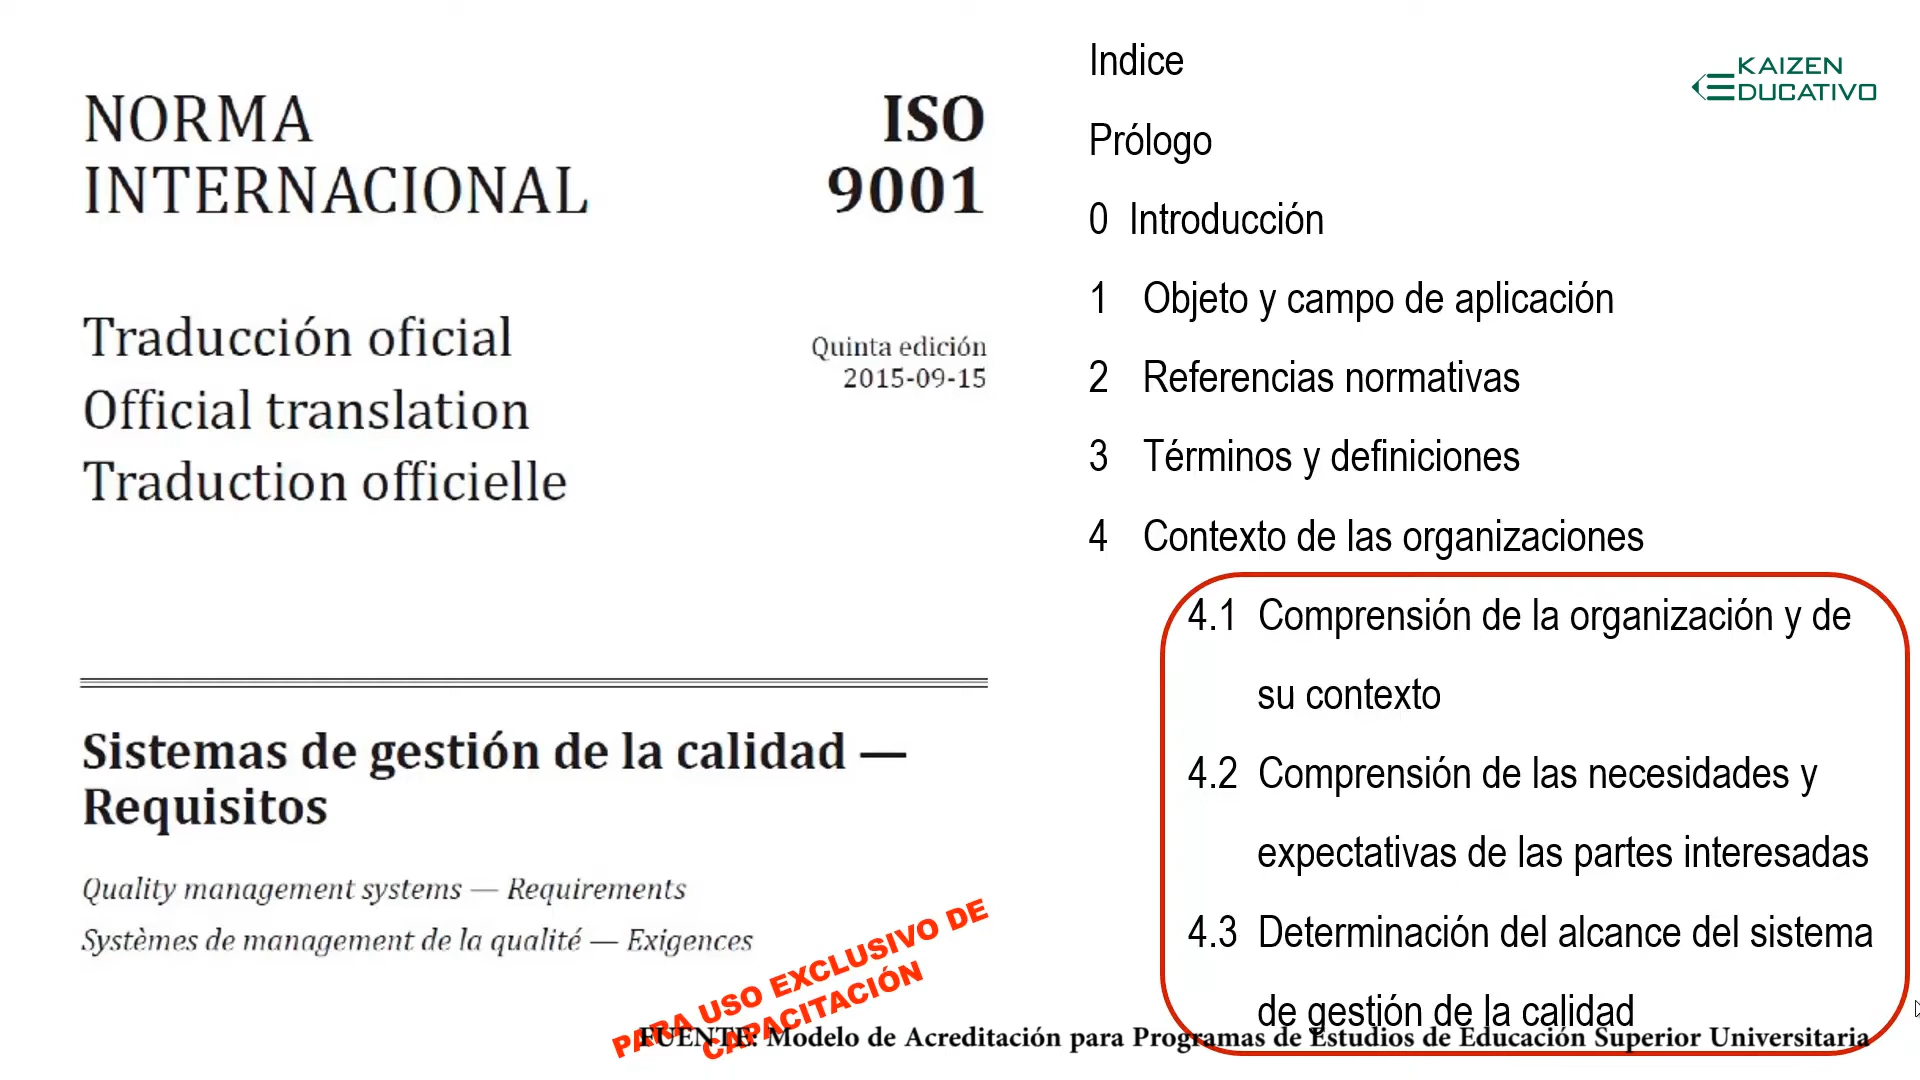 NORMA
INTERNACIONAL
ISO
9001
Traducción oficial
Official translation
Traduction officielle
Quinta edición
2015-09-15
Sistemas de gestión de la calidad —
Requisitos
Quality management systems — Requirements
Systèmes de management de la qualité — Exigences
PARA USO EXCLUSIVO DE
CAPACITACIÓN
Indice
Prólogo
0 Introducción
1 Objeto y campo de aplicación
2 Referencias normativas
3 Términos y definiciones
4 Contexto de las organizaciones
4.1 Comprensión de la organización y de
su contexto
4.2 Comprensión de las necesidades y
expectativas de las partes interesadas
4.3 Determinación del alcance del sistema
de gestión de la calidad
FUENTE: Modelo de Acreditación para Programas de Estudios de Educación Superior Universitaria
KAIZEN
EDUCATIVO